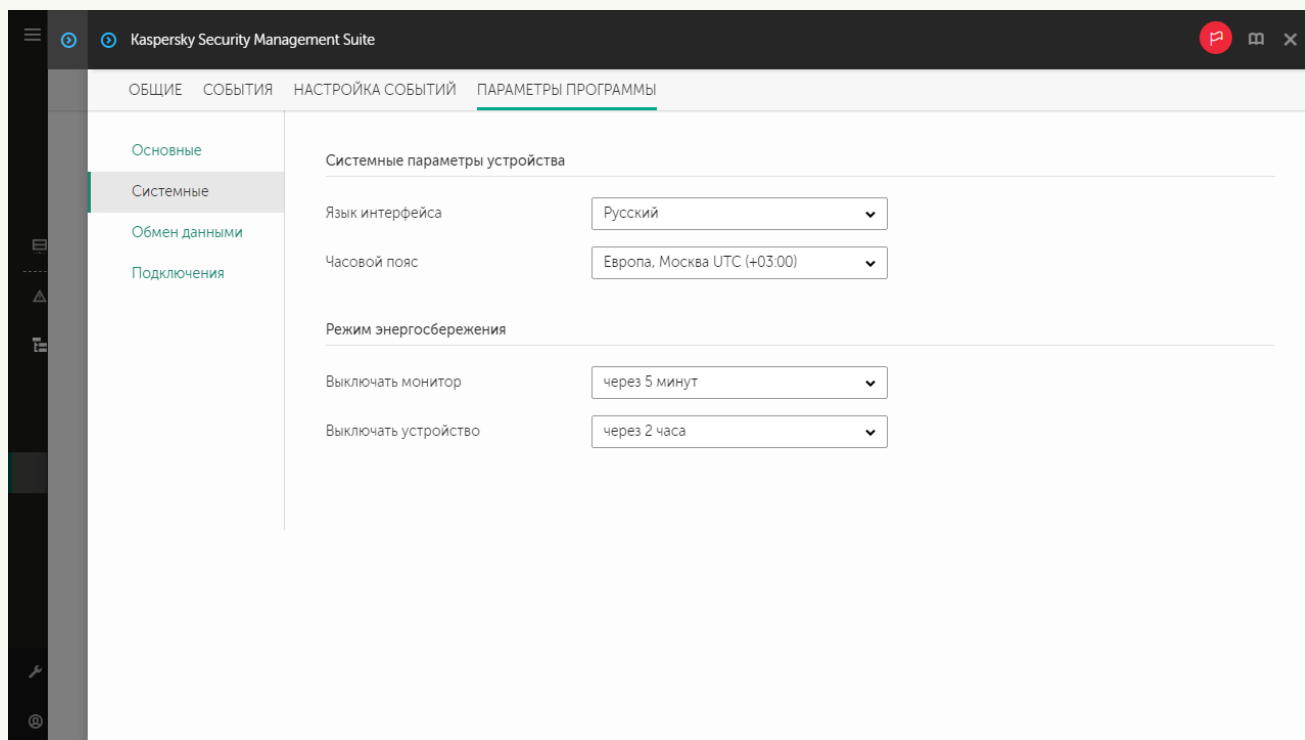 Kaspersky Security Management Suite
ОБЩИЕ СОБЫТИЯ НАСТРОЙКА СОБЫТИЙ ПАРАМЕТРЫ ПРОГРАММЫ
Основные
Системные
Обмен данными
Подключения
Системные параметры устройства
Язык интерфейса Русский
Часовой пояс Европа, Москва UTC (+03:00)
Режим энергосбережения
Выключать монитор через 5 минут
Выключать устройство через 2 часа